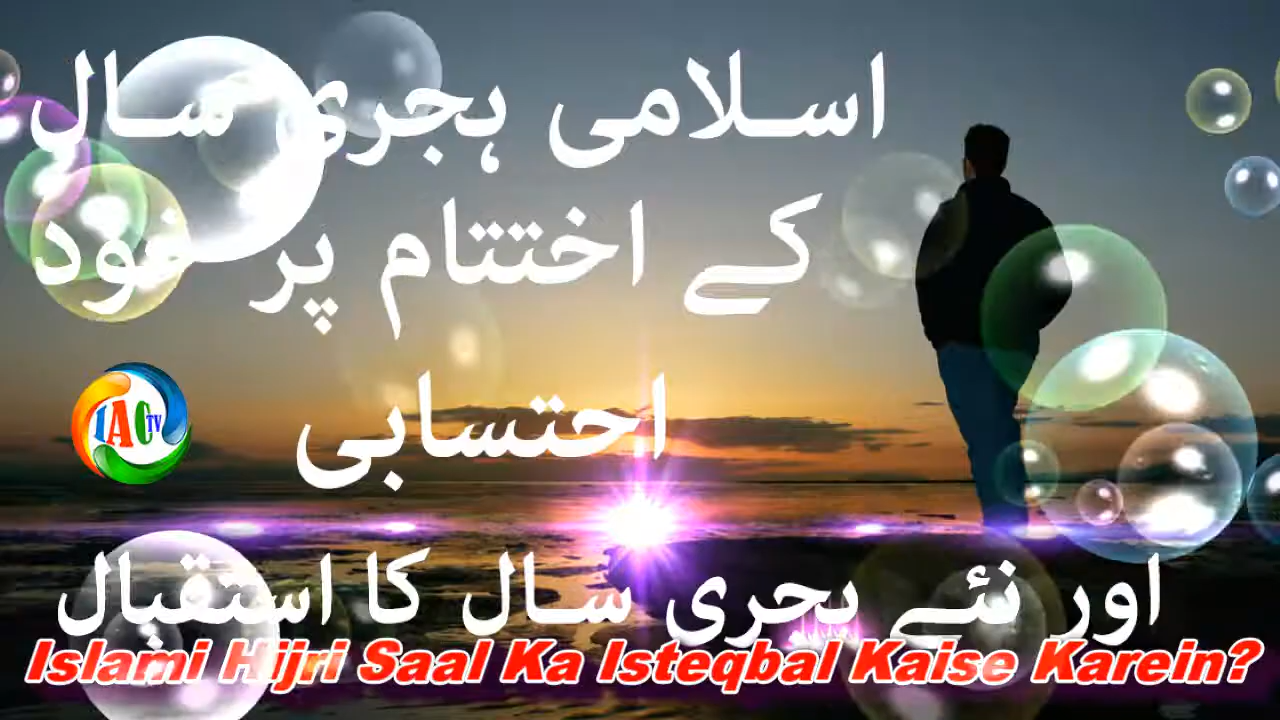 اسلامی ہجری سال
کے اختتام پر خود
احتسابی
IAC TV
اور نئے ہجری سال کا استقبال
Islami Hijri Saal Ka Isteqbal Kaise Karein?